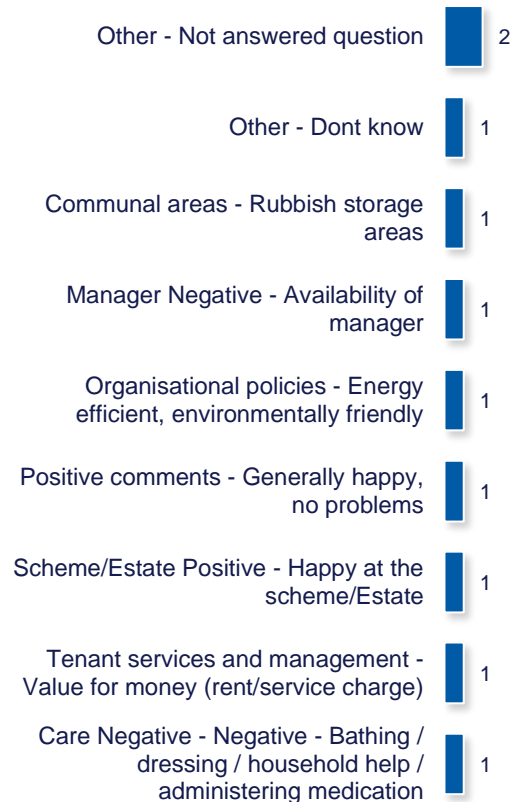 Other - Not answered question 2
Other - Dont know 1
Communal areas - Rubbish storage
areas 1
Manager Negative - Availability of
manager 1
Organisational policies - Energy
efficient, environmentally friendly 1
Positive comments - Generally happy,
no problems 1
Scheme/Estate Positive - Happy at the
scheme/Estate 1
Tenant services and management -
Value for money (rent/service charge) 1
Care Negative - Negative - Bathing /
dressing / household help / 1
administering medication